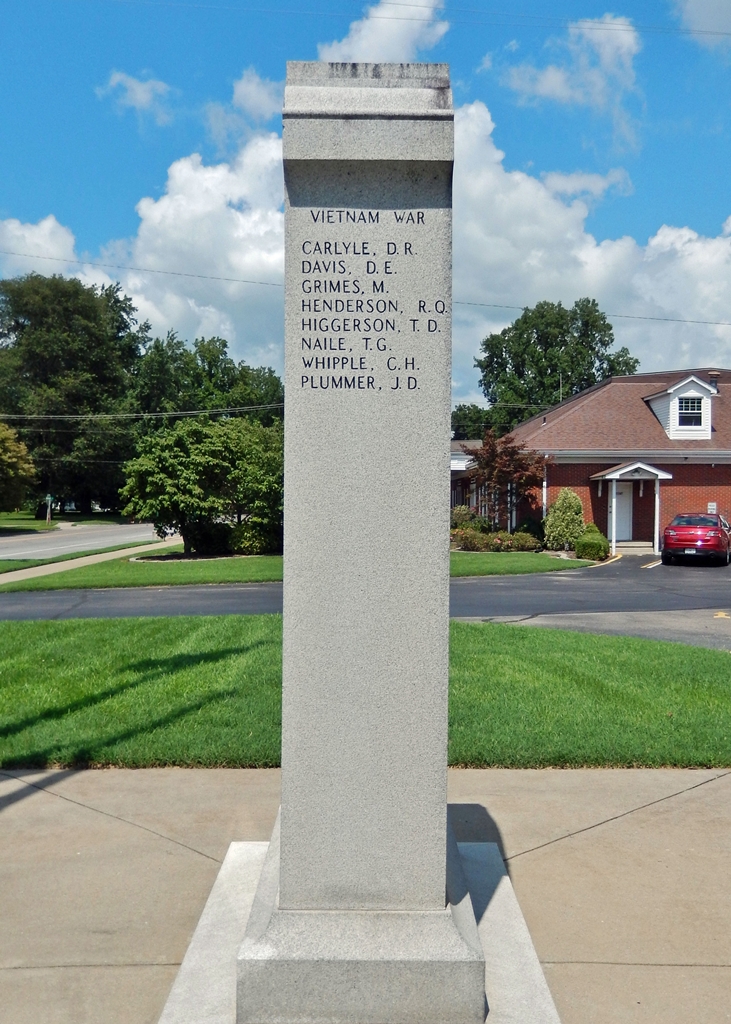 VIETNAM WAR
CARLYLE, D.R.
DAVIS, D.E.
GRIMES, M.
HENDERSON, R.Q.
HIGGERSON, T.D.
NAILE, T.G.
WHIPPLE, C.H.
PLUMMER, J.D.